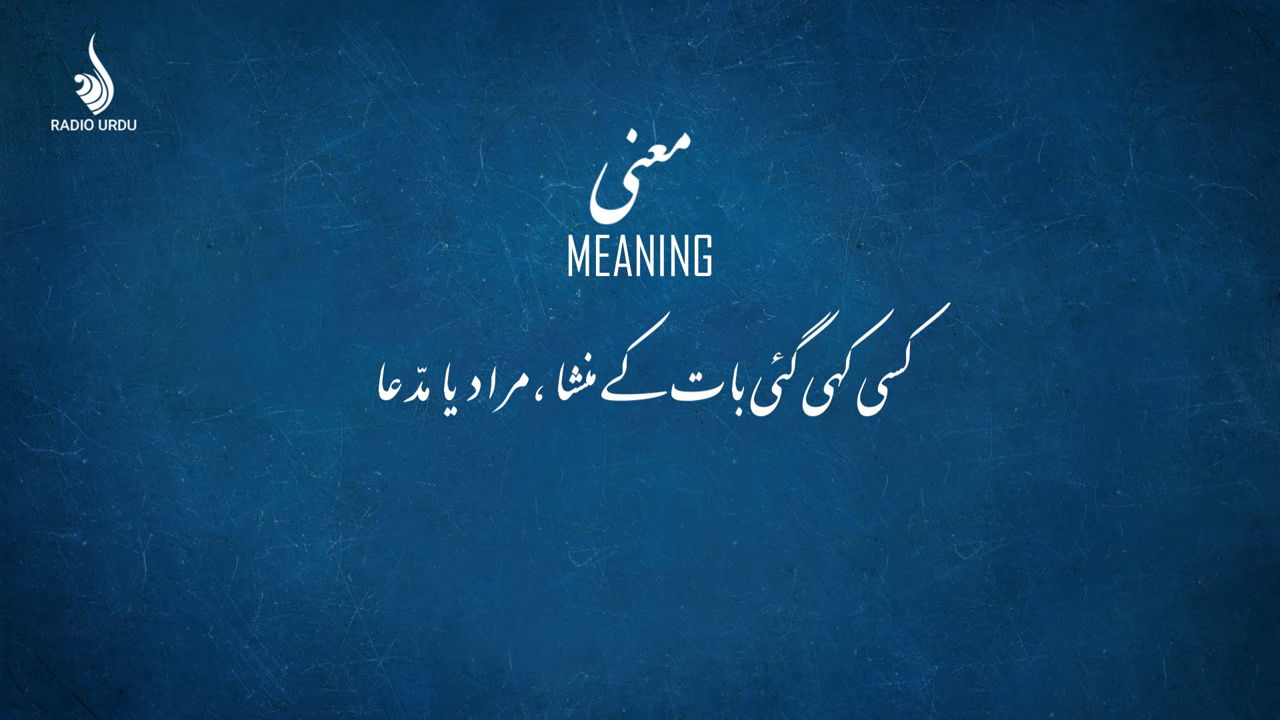 RADIO URDU
معنی
MEANING
کسی کہی گئی بات کے منشا ، مراد یا مدّعا